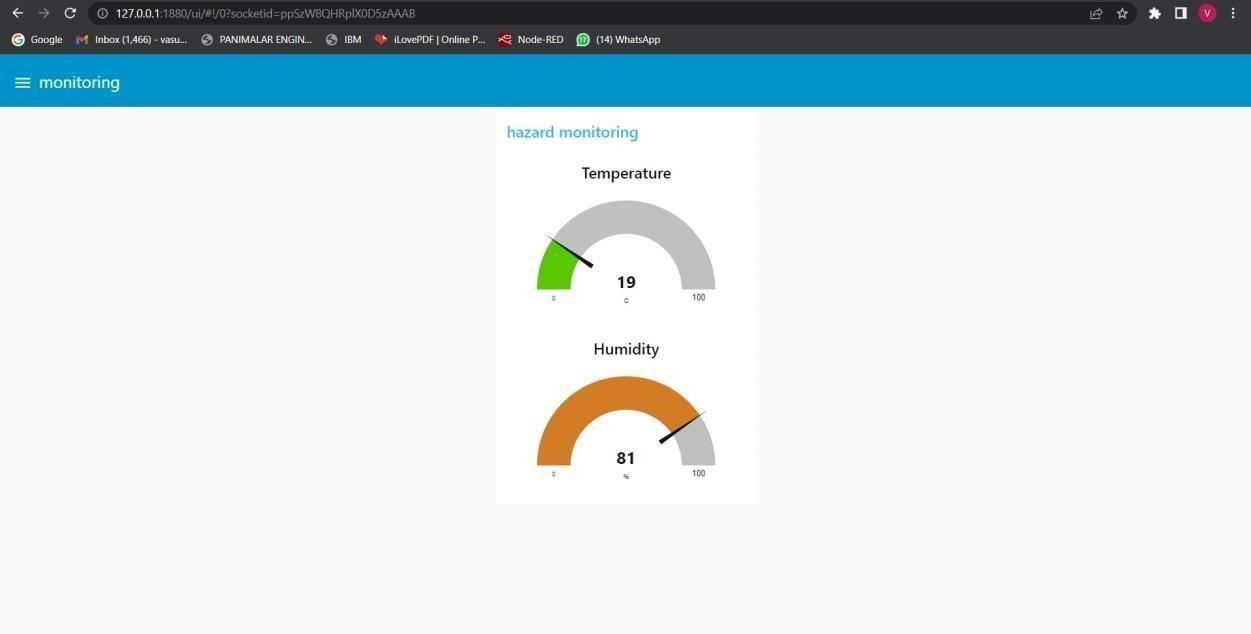 127.0.0.1:1880/ui/#!/0?socketid=ppSzW8QHRplX0D5zAAAB
V
Google Inbox (1,466) - vasu... PANIMALAR ENGIN... IBM iLovePDF | Online P... Node-RED (14) WhatsApp
monitoring
hazard monitoring
Temperature
19
0 C 100
Humidity
81
0 % 100